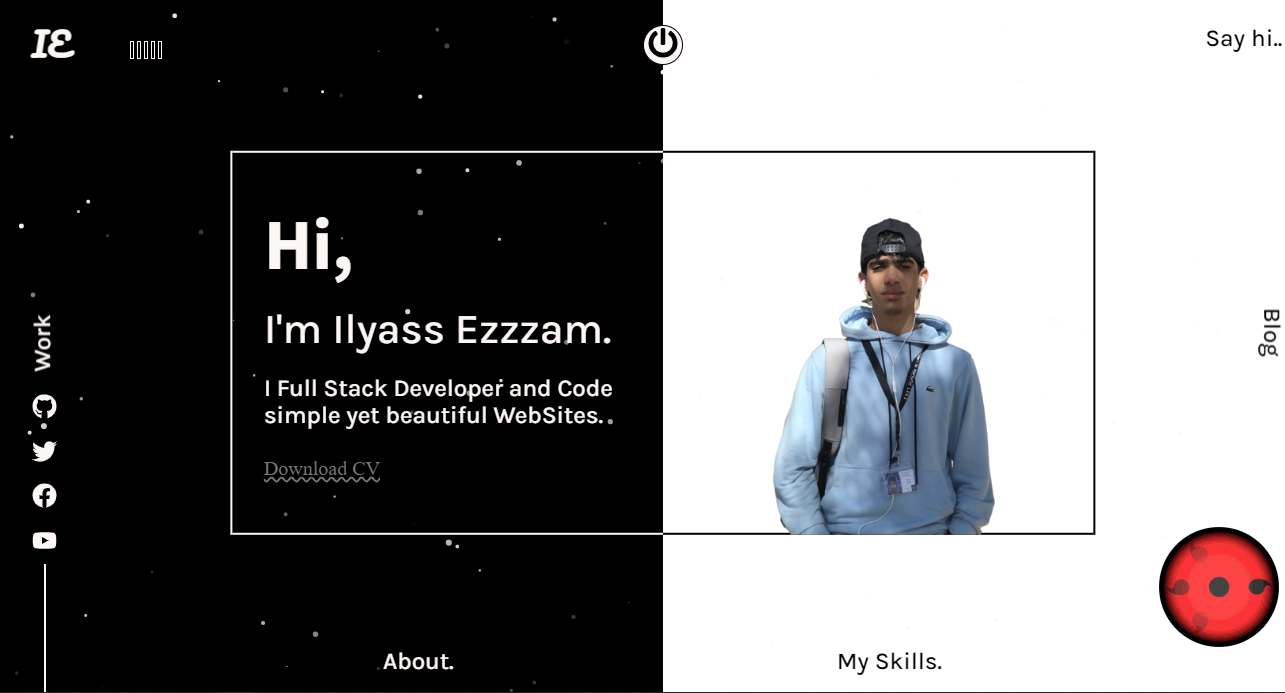 IE
Say hi..
Hi,
I'm Ilyass Ezzzam.
I Full Stack Developer and Code
simple yet beautiful WebSites.
Download CV
Work
Blog
About.
My Skills.